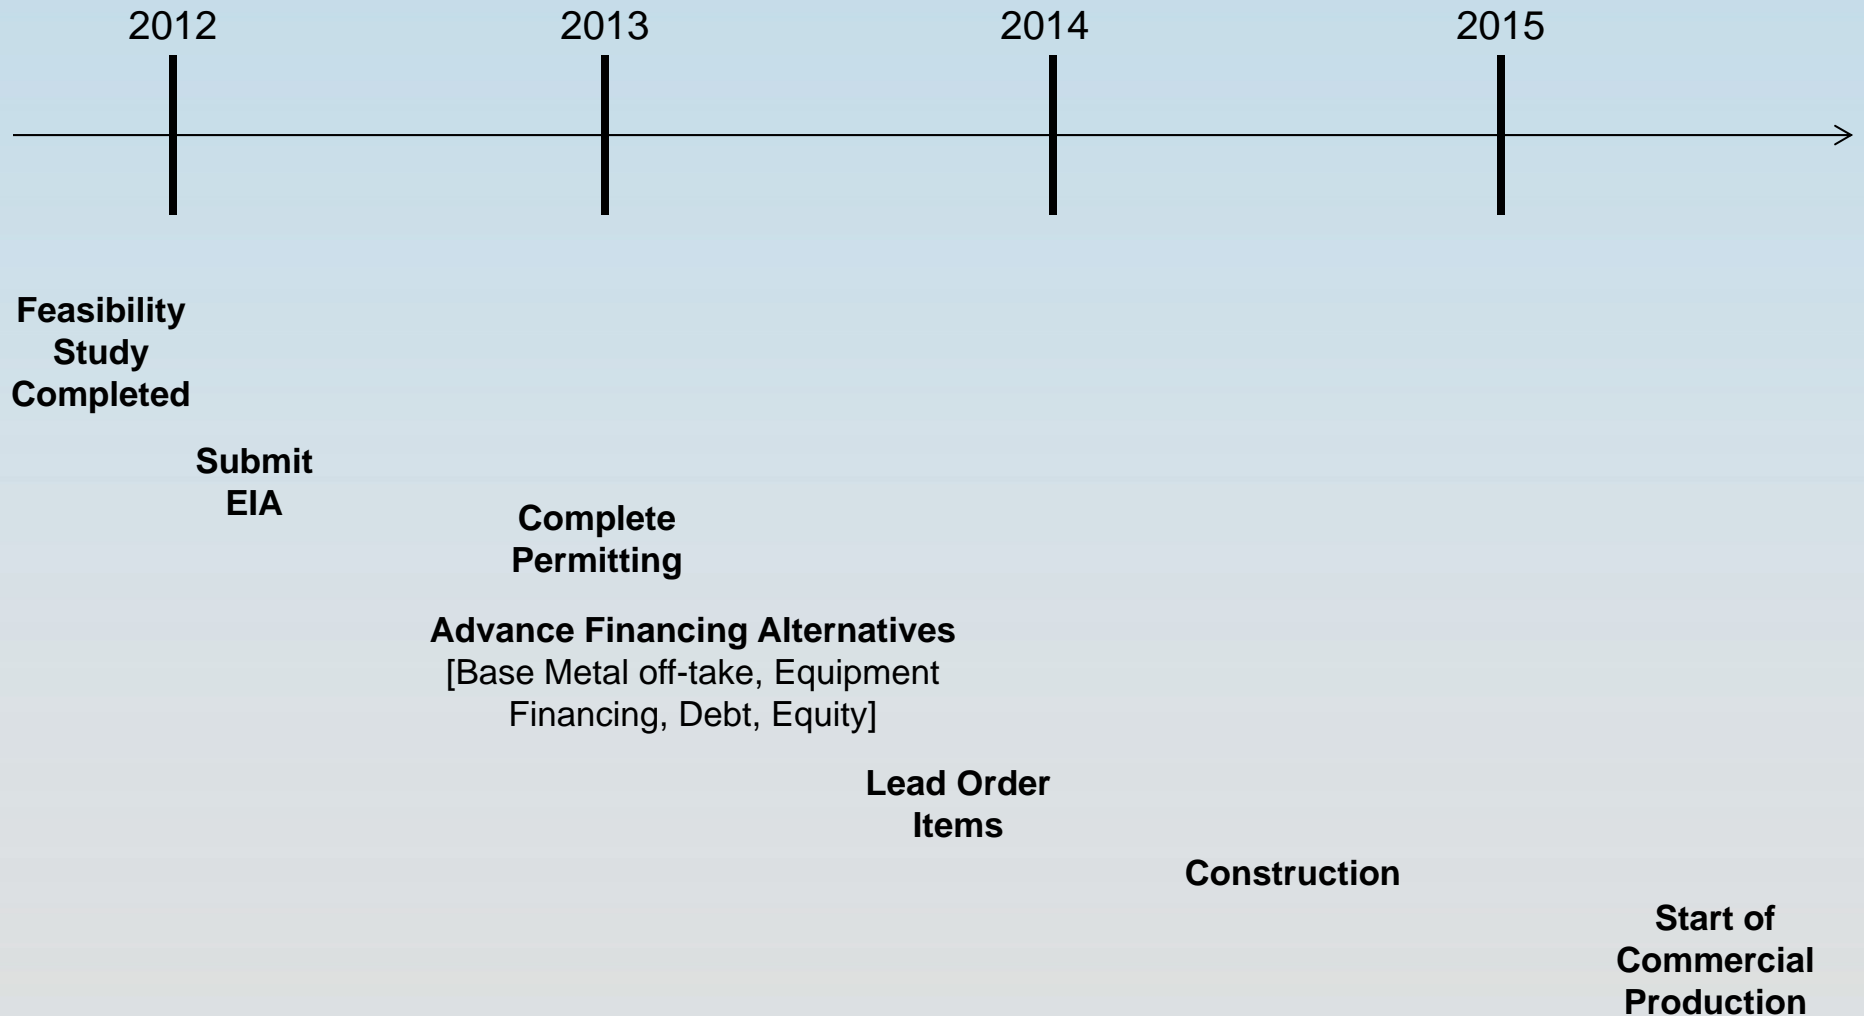 2012
2013
2014
2015
Feasibility
Study
Completed
Submit
EIA
Complete
Permitting
Advance Financing Alternatives
[Base Metal off-take, Equipment
Financing, Debt, Equity]
Lead Order
Items
Construction
Start of
Commercial
Production